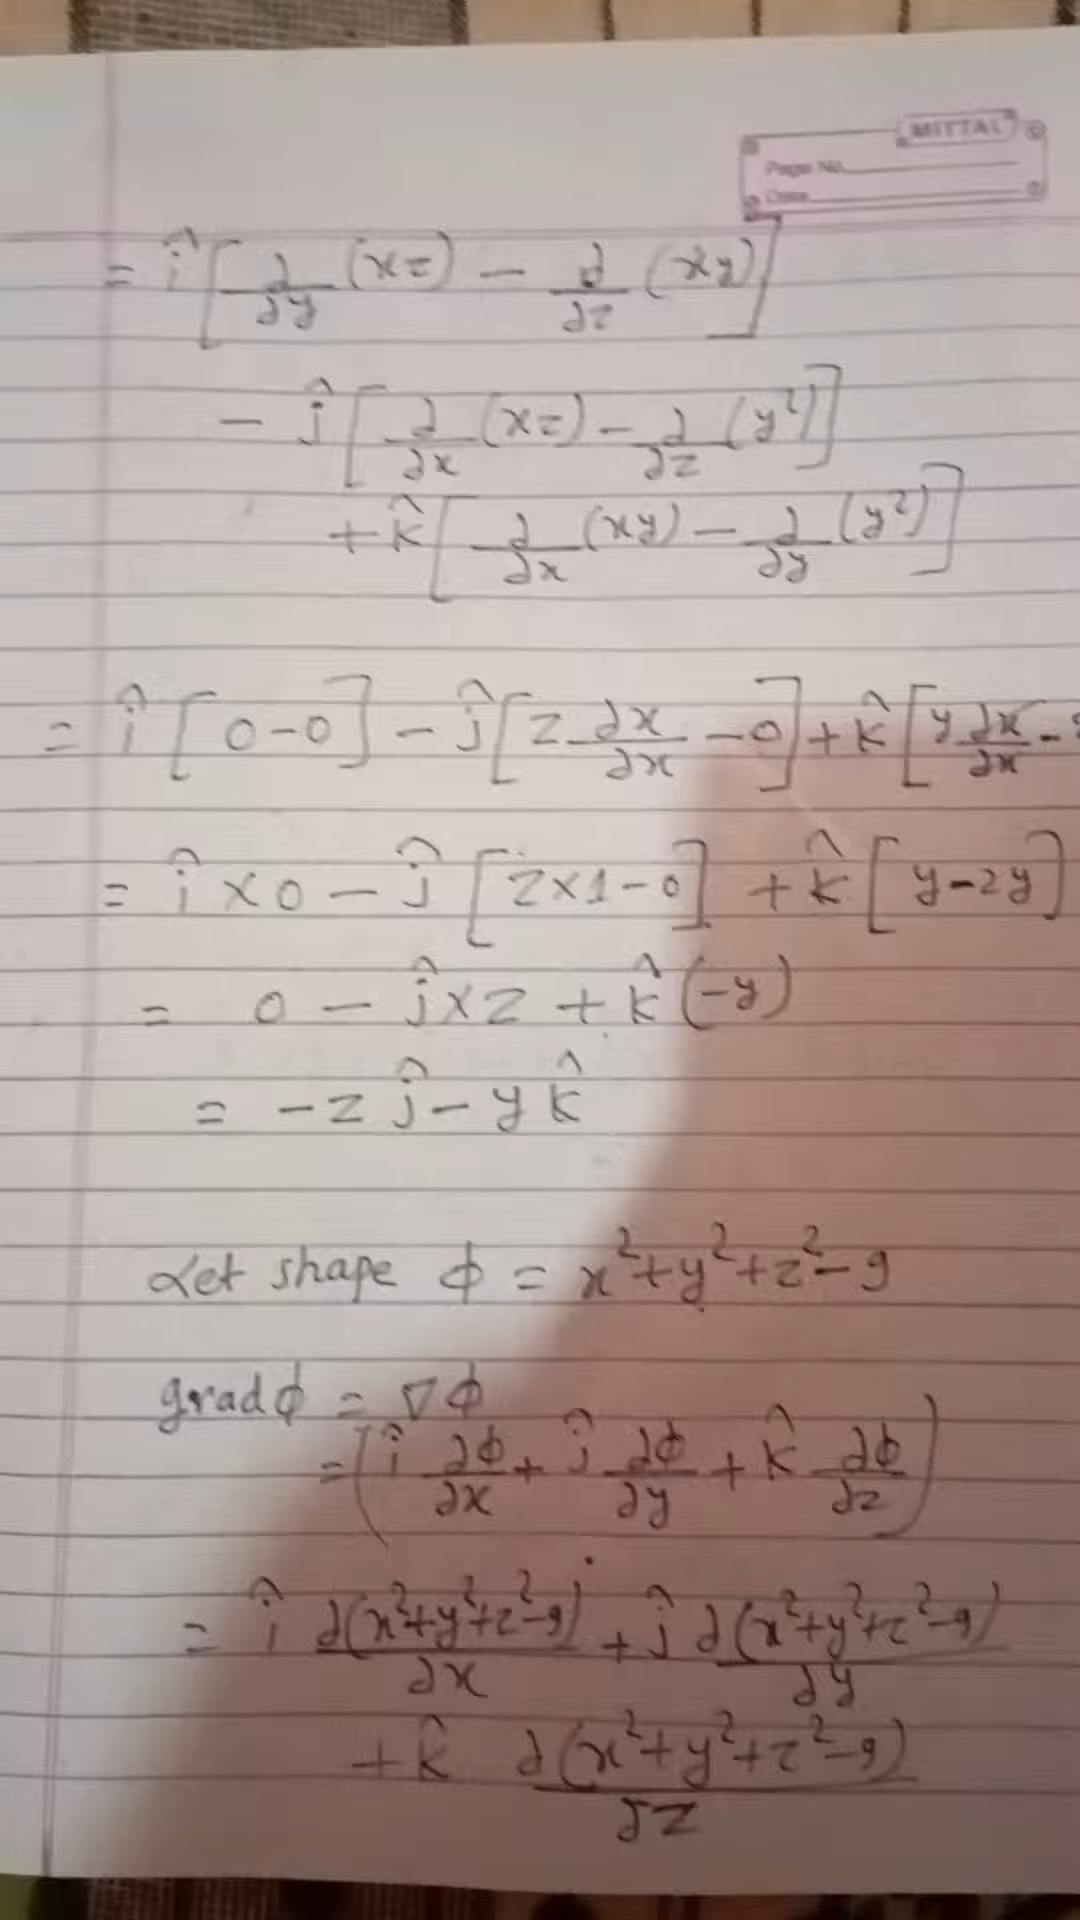 MITTAL
Page No.
Date
= î [ ∂/∂y (xz) - ∂/∂z (xy) ]
- ĵ [ ∂/∂x (xz) - ∂/∂z (y²) ]
+ k̂ [ ∂/∂x (xy) - ∂/∂y (y²) ]
= î [ 0-0 ] - ĵ [ z ∂x/∂x - 0 ] + k̂ [ y ∂x/∂x -
= î x 0 - ĵ [ z x 1 - 0 ] + k̂ [ y - 2y ]
= 0 - ĵ x z + k̂ (-y)
= -z ĵ - y k̂
Let shape ϕ = x² + y² + z² - 9
grad ϕ = ∇ϕ
= ( î ∂ϕ/∂x + ĵ ∂ϕ/∂y + k̂ ∂ϕ/∂z )
= î ∂(x²+y²+z²-9)/∂x + ĵ ∂(x²+y²+z²-9)/∂y
+ k̂ ∂(x²+y²+z²-9)/∂z